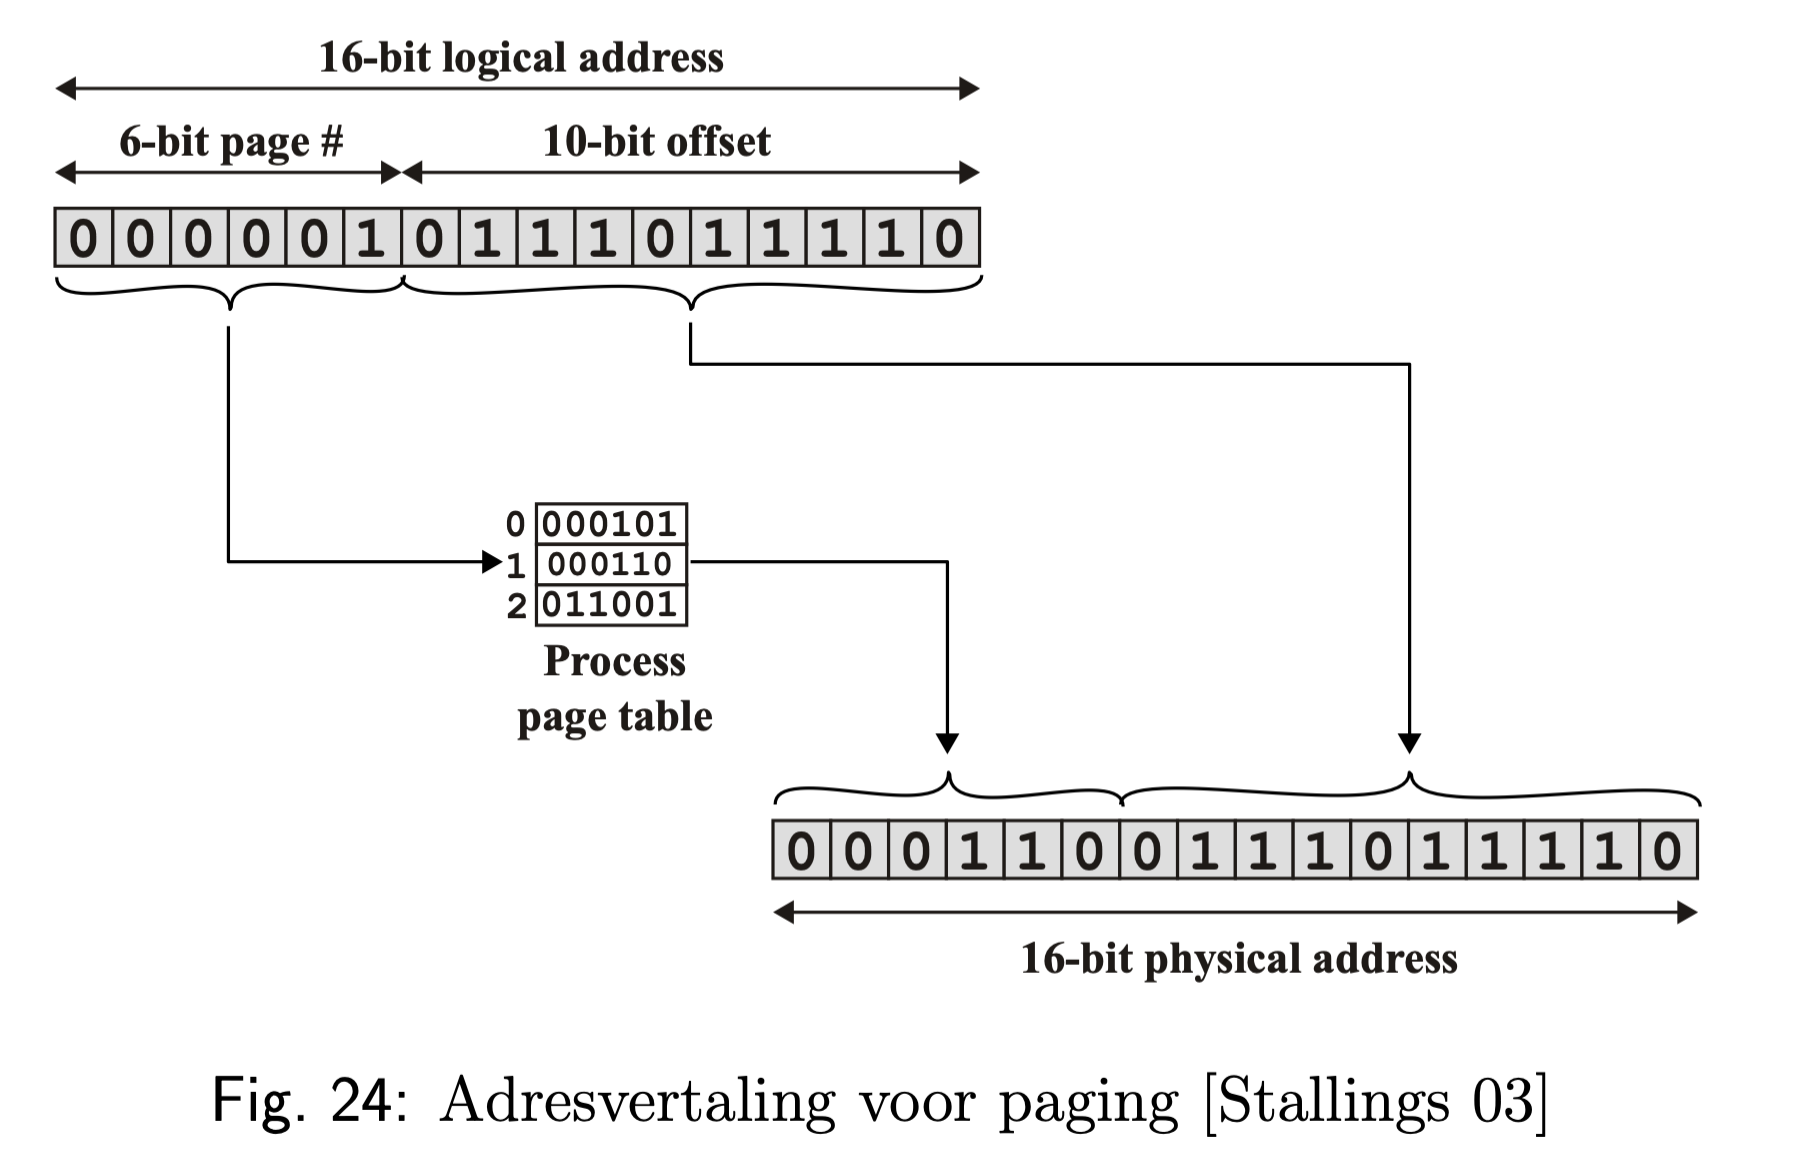 16-bit logical address
6-bit page # 10-bit offset
0 0 0 0 0 1 0 1 1 1 0 1 1 1 1 0
0 000101
1 000110
2 011001
Process
page table
0 0 0 1 1 0 0 1 1 1 0 1 1 1 1 0
16-bit physical address
Fig. 24: Adresvertaling voor paging [Stallings 03]